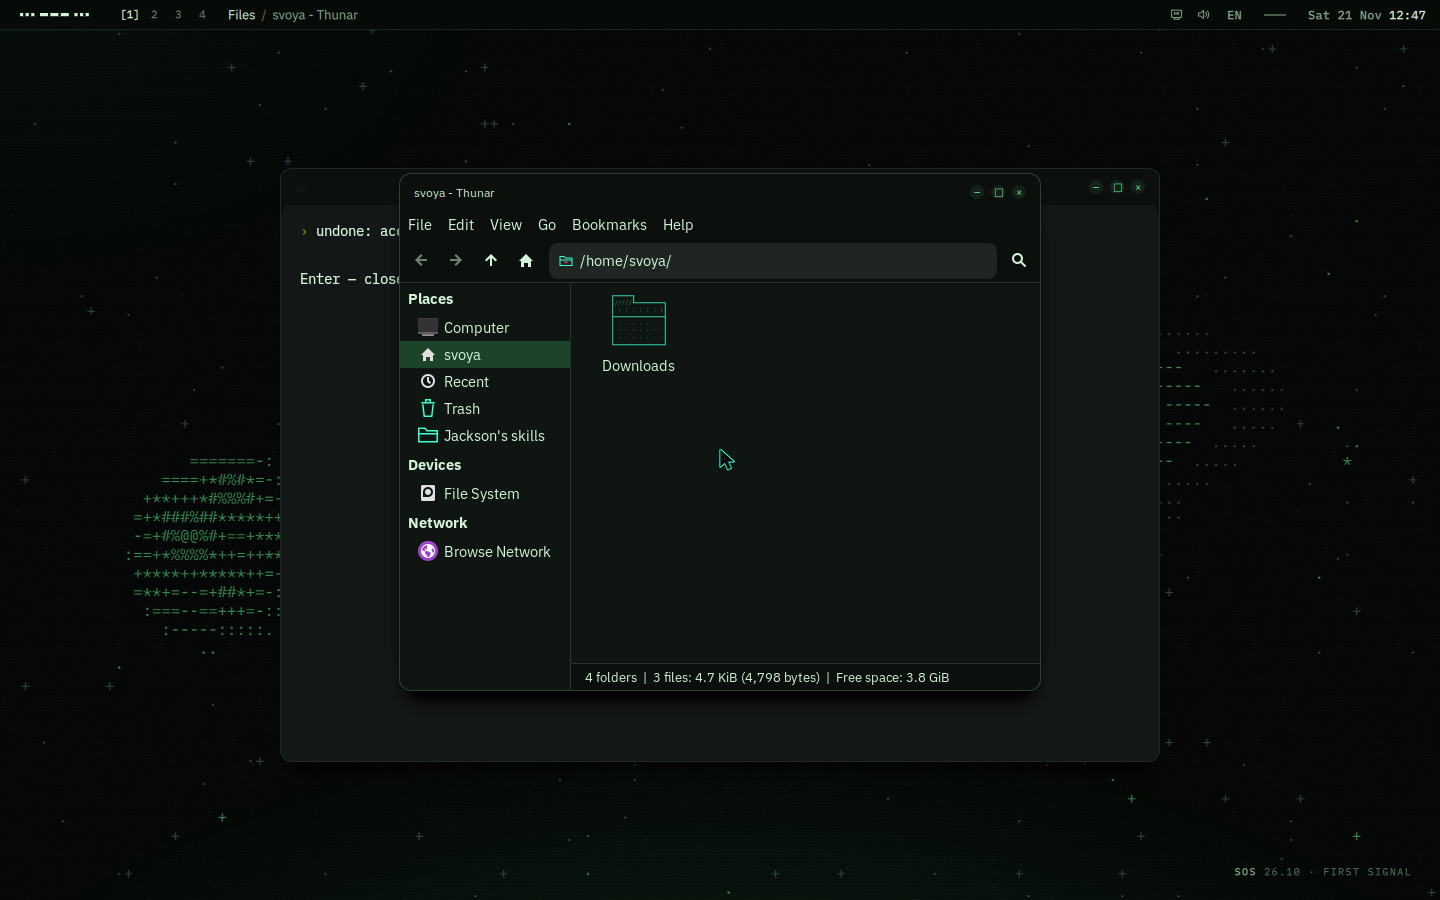 [1] 2 3 4 Files / svoya - Thunar
EN Sat 21 Nov 12:47
svoya - Thunar
File Edit View Go Bookmarks Help
/home/svoya/
› undone: acc
Enter — close
Places
Computer
svoya
Recent
Trash
Jackson's skills
Devices
File System
Network
Browse Network
Downloads
4 folders | 3 files: 4.7 KiB (4,798 bytes) | Free space: 3.8 GiB
SOS 26.10 · FIRST SIGNAL